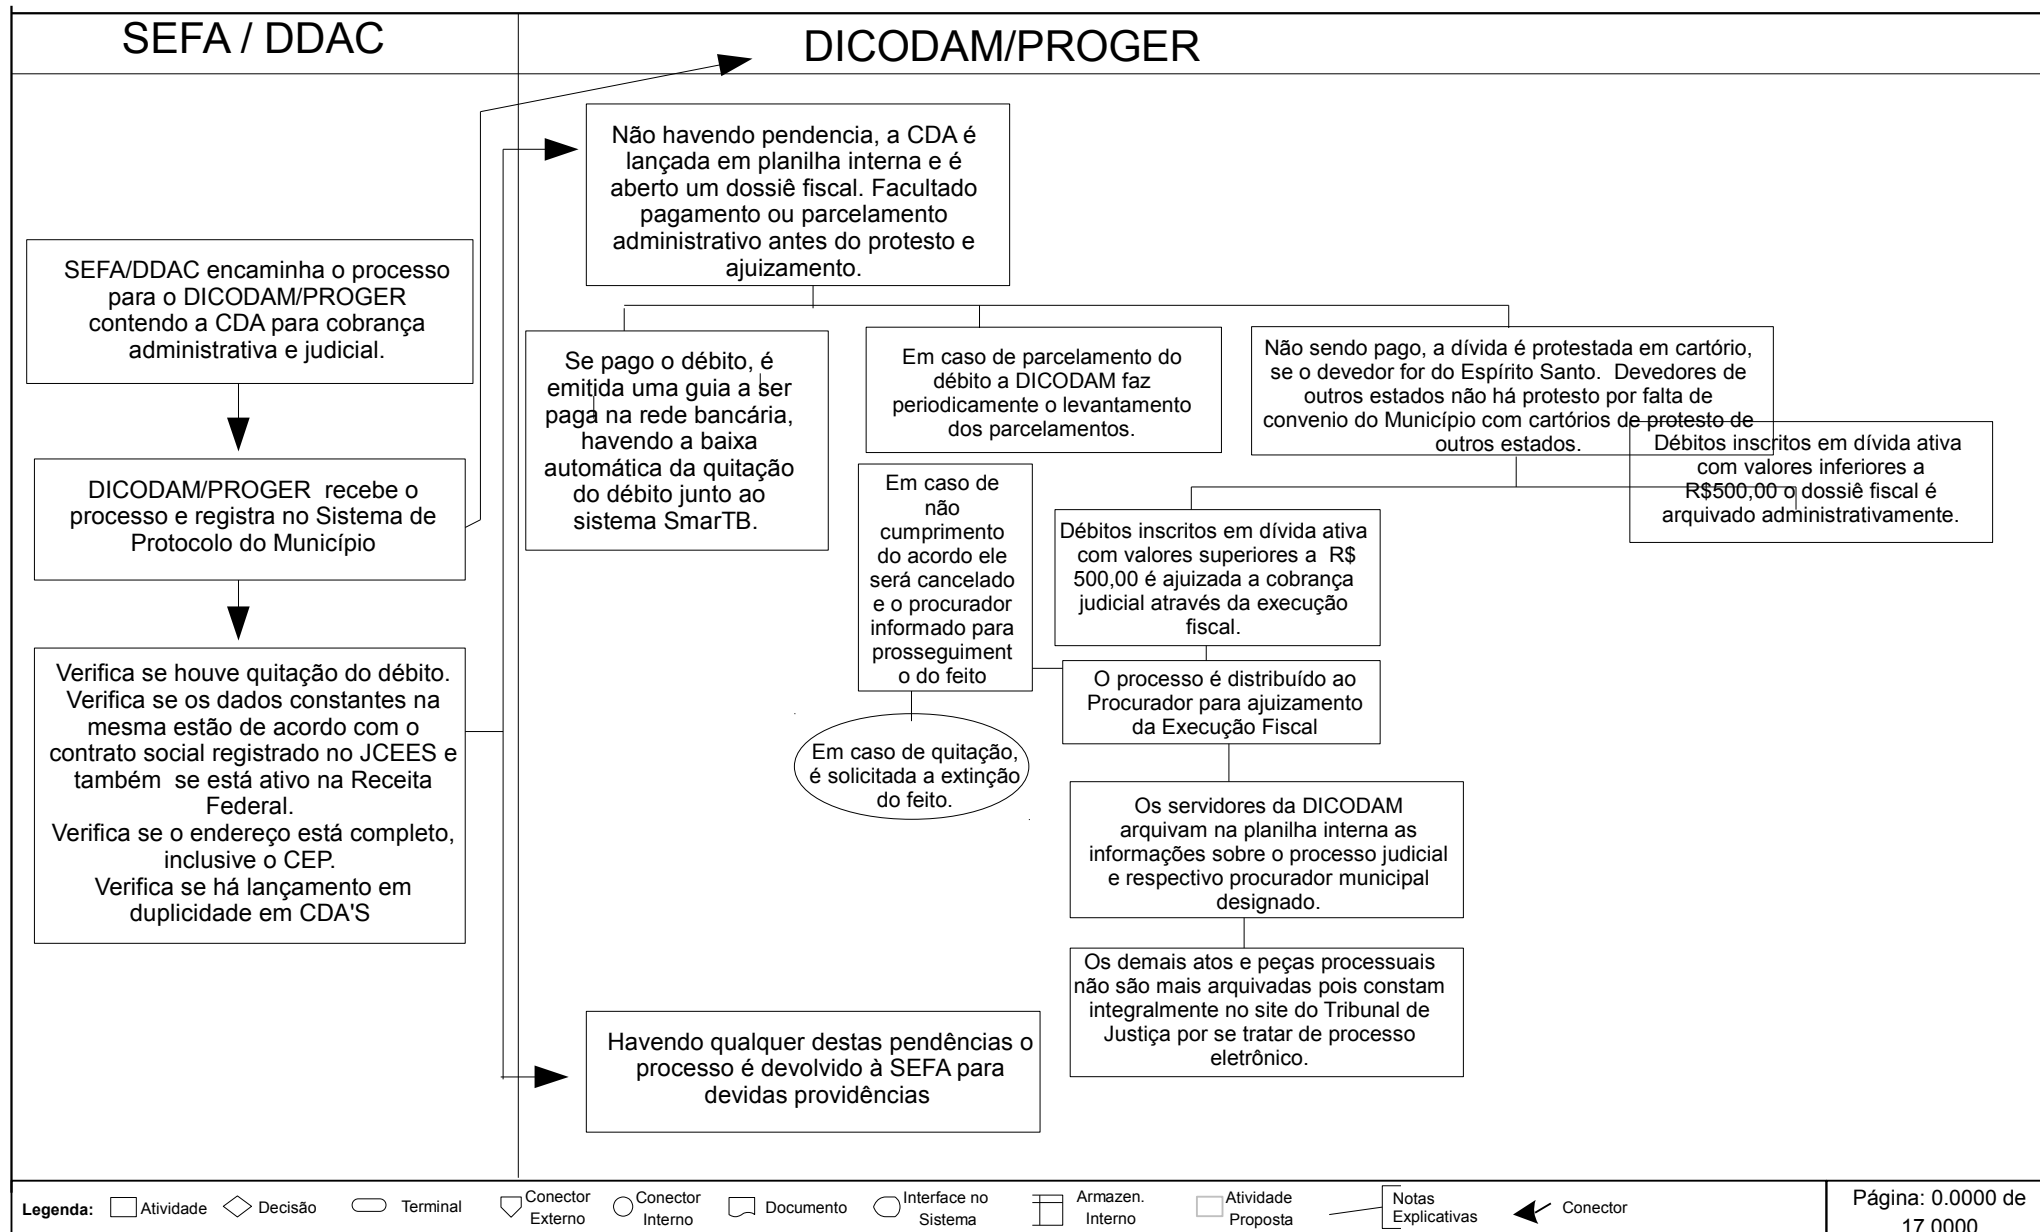 SEFA / DDAC
DICODAM/PROGER
SEFA/DDAC encaminha o processo
para o DICODAM/PROGER
contendo a CDA para cobrança
administrativa e judicial.
DICODAM/PROGER recebe o
processo e registra no Sistema de
Protocolo do Município
Verifica se houve quitação do débito.
Verifica se os dados constantes na
mesma estão de acordo com o
contrato social registrado no JCEES e
também se está ativo na Receita
Federal.
Verifica se o endereço está completo,
inclusive o CEP.
Verifica se há lançamento em
duplicidade em CDA'S
Não havendo pendencia, a CDA é
lançada em planilha interna e é
aberto um dossiê fiscal. Facultado
pagamento ou parcelamento
administrativo antes do protesto e
ajuizamento.
Se pago o débito, é
emitida uma guia a ser
paga na rede bancária,
havendo a baixa
automática da quitação
do débito junto ao
sistema SmarTB.
Em caso de parcelamento do
débito a DICODAM faz
periodicamente o levantamento
dos parcelamentos.
Não sendo pago, a dívida é protestada em cartório,
se o devedor for do Espírito Santo. Devedores de
outros estados não há protesto por falta de
convenio do Município com cartórios de protesto de
outros estados.
Débitos inscritos em dívida ativa
com valores inferiores a
R$500,00 o dossiê fiscal é
arquivado administrativamente.
Em caso de
não
cumprimento
do acordo ele
será cancelado
e o procurador
informado para
prosseguiment
o do feito
Débitos inscritos em dívida ativa
com valores superiores a R$
500,00 é ajuizada a cobrança
judicial através da execução
fiscal.
O processo é distribuído ao
Procurador para ajuizamento
da Execução Fiscal
Em caso de quitação,
é solicitada a extinção
do feito.
Os servidores da DICODAM
arquivam na planilha interna as
informações sobre o processo judicial
e respectivo procurador municipal
designado.
Os demais atos e peças processuais
não são mais arquivadas pois constam
integralmente no site do Tribunal de
Justiça por se tratar de processo
eletrônico.
Havendo qualquer destas pendências o
processo é devolvido à SEFA para
devidas providências
Legenda:
Atividade
Decisão
Terminal
Conector
Externo
Conector
Interno
Documento
Interface no
Sistema
Armazen.
Interno
Atividade
Proposta
Notas
Explicativas
Conector
Página: 0.0000 de
17.0000